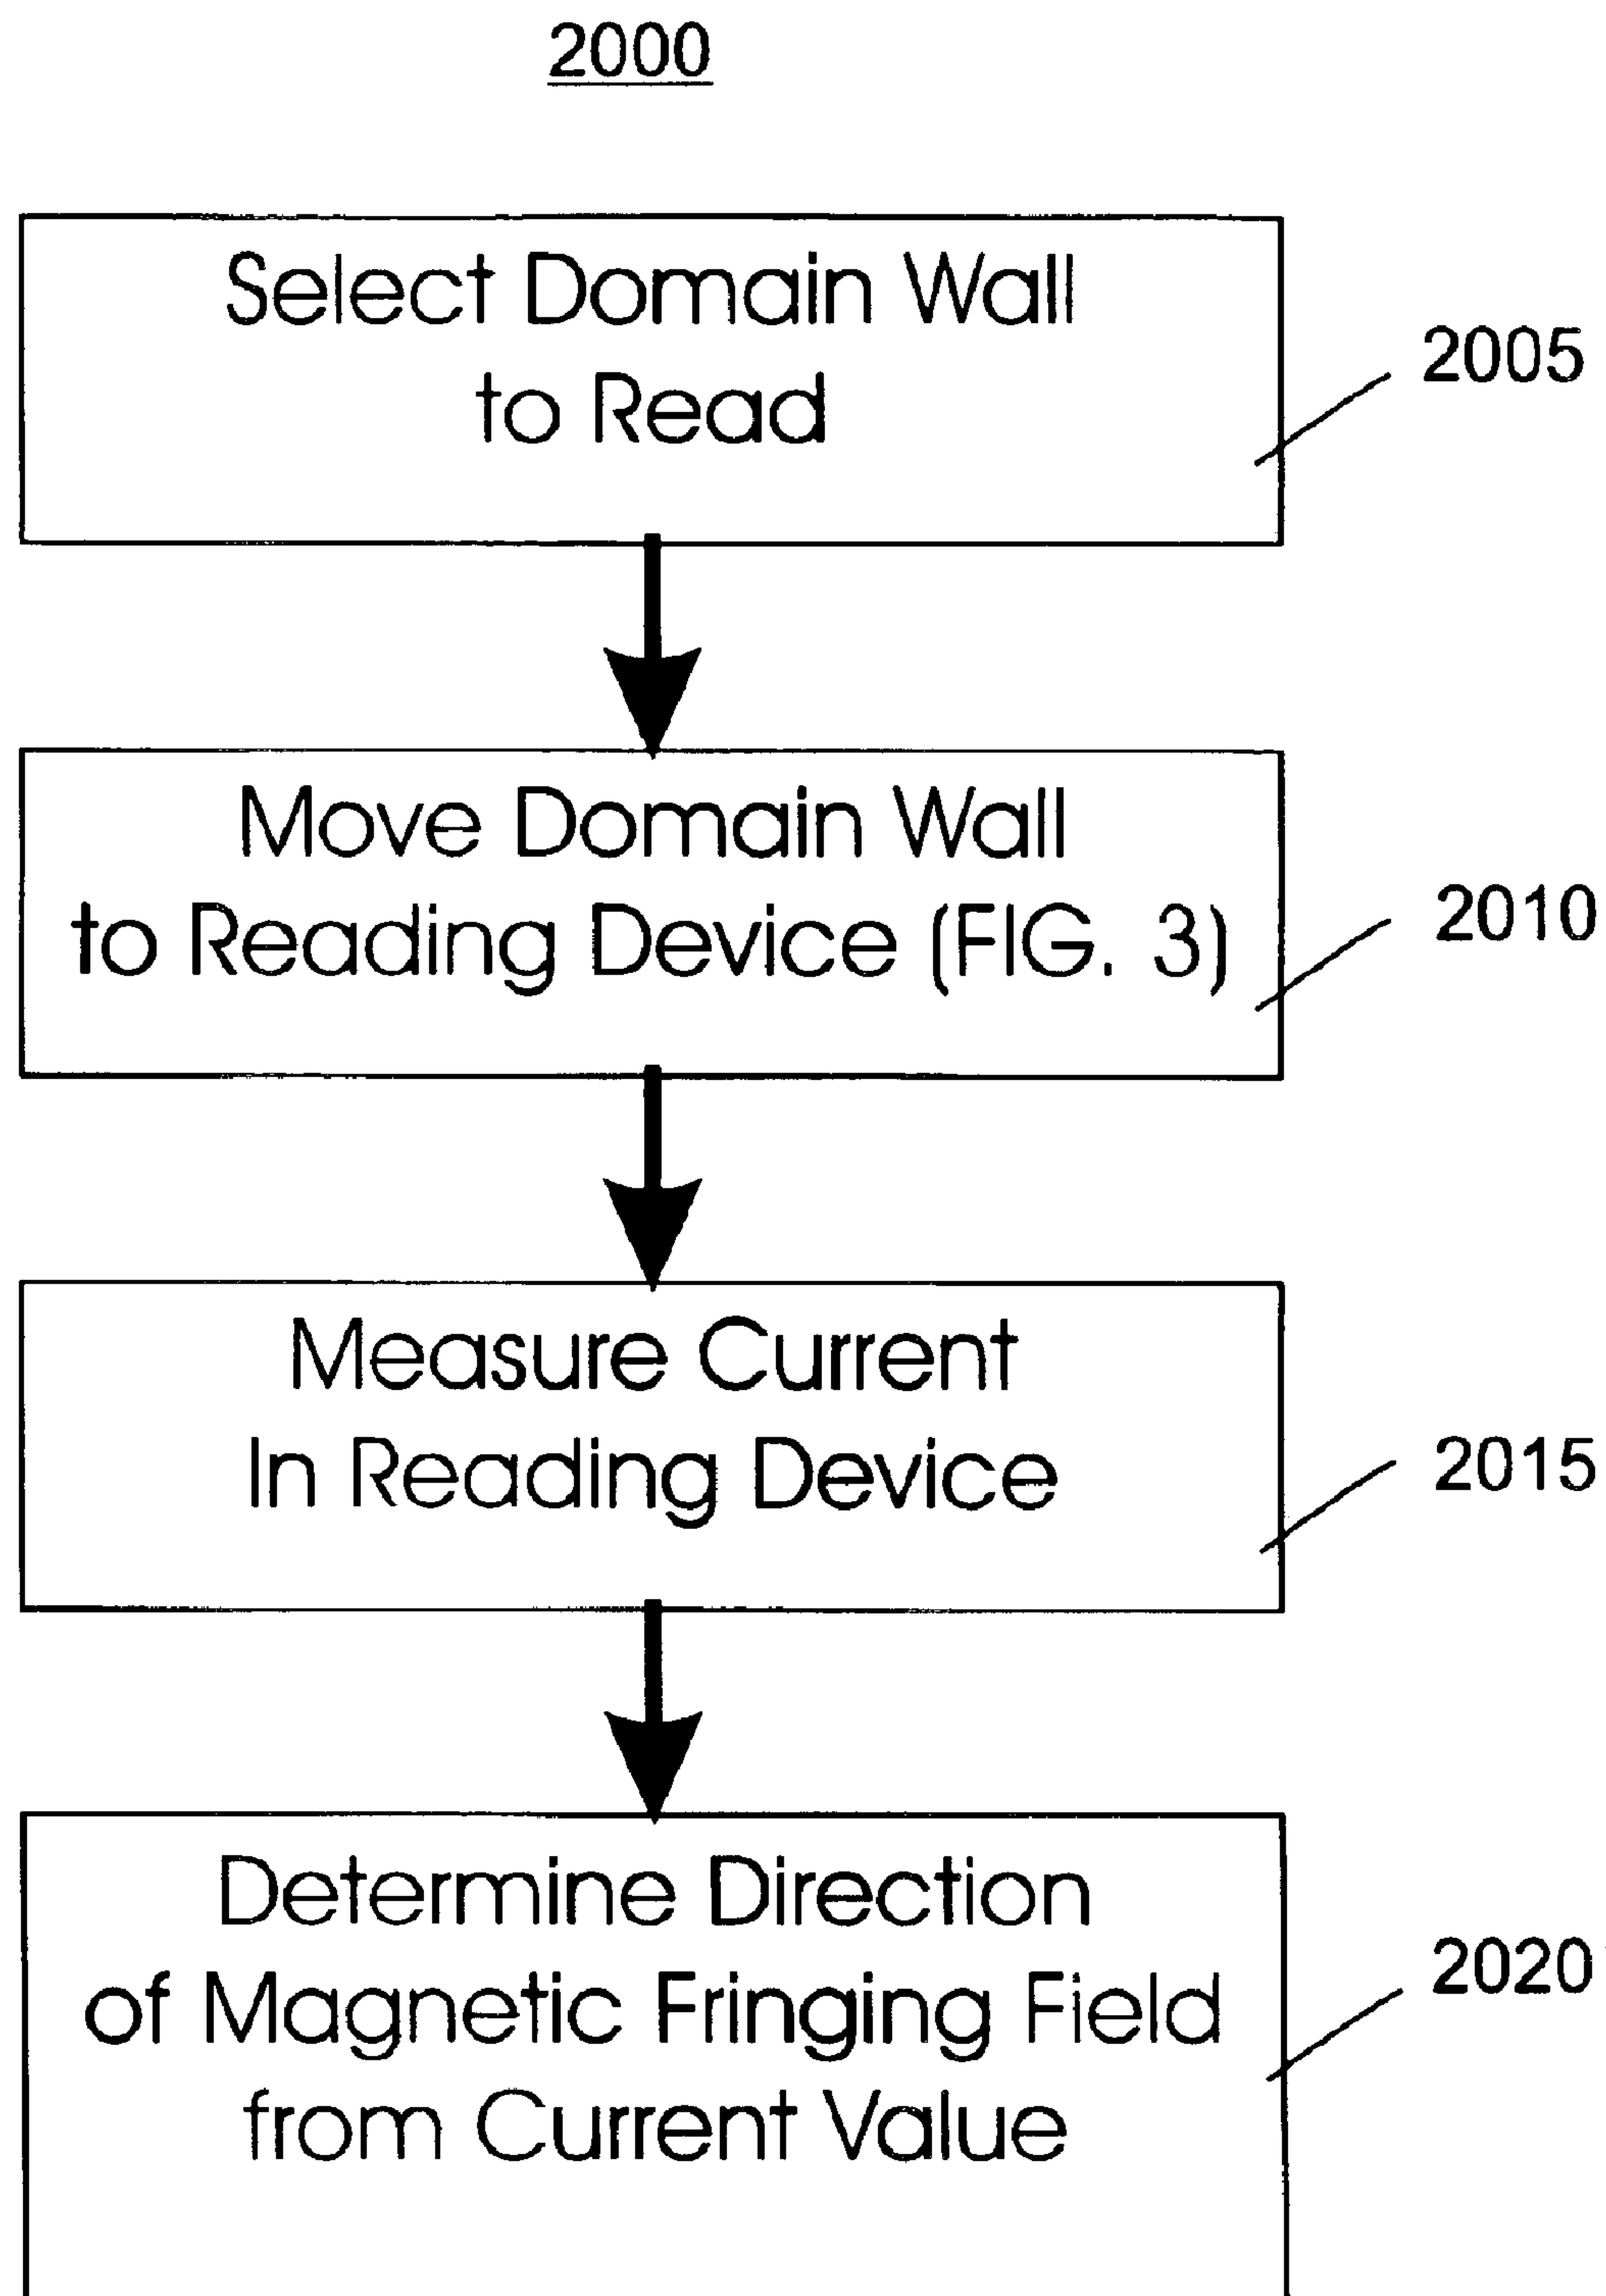 2000
Select Domain Wall
to Read
2005
Move Domain Wall
to Reading Device (FIG. 3)
2010
Measure Current
In Reading Device
2015
Determine Direction
of Magnetic Fringing Field
from Current Value
2020